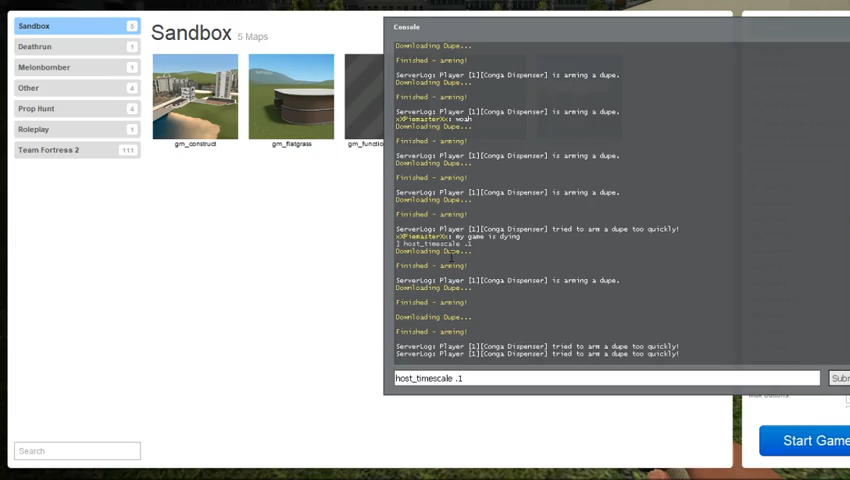 Sandbox 5
Deathrun 1
Melonbomber 1
Other 4
Prop Hunt 4
Roleplay 1
Team Fortress 2 111
Search
Sandbox 5 Maps
gm_construct
gm_flatgrass
gm_functio
Console
Downloading Dupe...
Finished - arming!
ServerLog: Player [1][Conga Dispenser] is arming a dupe.
Downloading Dupe...
Finished - arming!
ServerLog: Player [1][Conga Dispenser] is arming a dupe.
xXPiemasterXx: woah
Downloading Dupe...
Finished - arming!
ServerLog: Player [1][Conga Dispenser] is arming a dupe.
Downloading Dupe...
Finished - arming!
ServerLog: Player [1][Conga Dispenser] is arming a dupe.
Downloading Dupe...
Finished - arming!
ServerLog: Player [1][Conga Dispenser] tried to arm a dupe too quickly!
xXPiemasterXx: my game is dying
] host_timescale .1
Downloading Dupe...
Finished - arming!
ServerLog: Player [1][Conga Dispenser] is arming a dupe.
Downloading Dupe...
Finished - arming!
Downloading Dupe...
Finished - arming!
ServerLog: Player [1][Conga Dispenser] tried to arm a dupe too quickly!
ServerLog: Player [1][Conga Dispenser] tried to arm a dupe too quickly!
host_timescale .1
Subm
Start Game